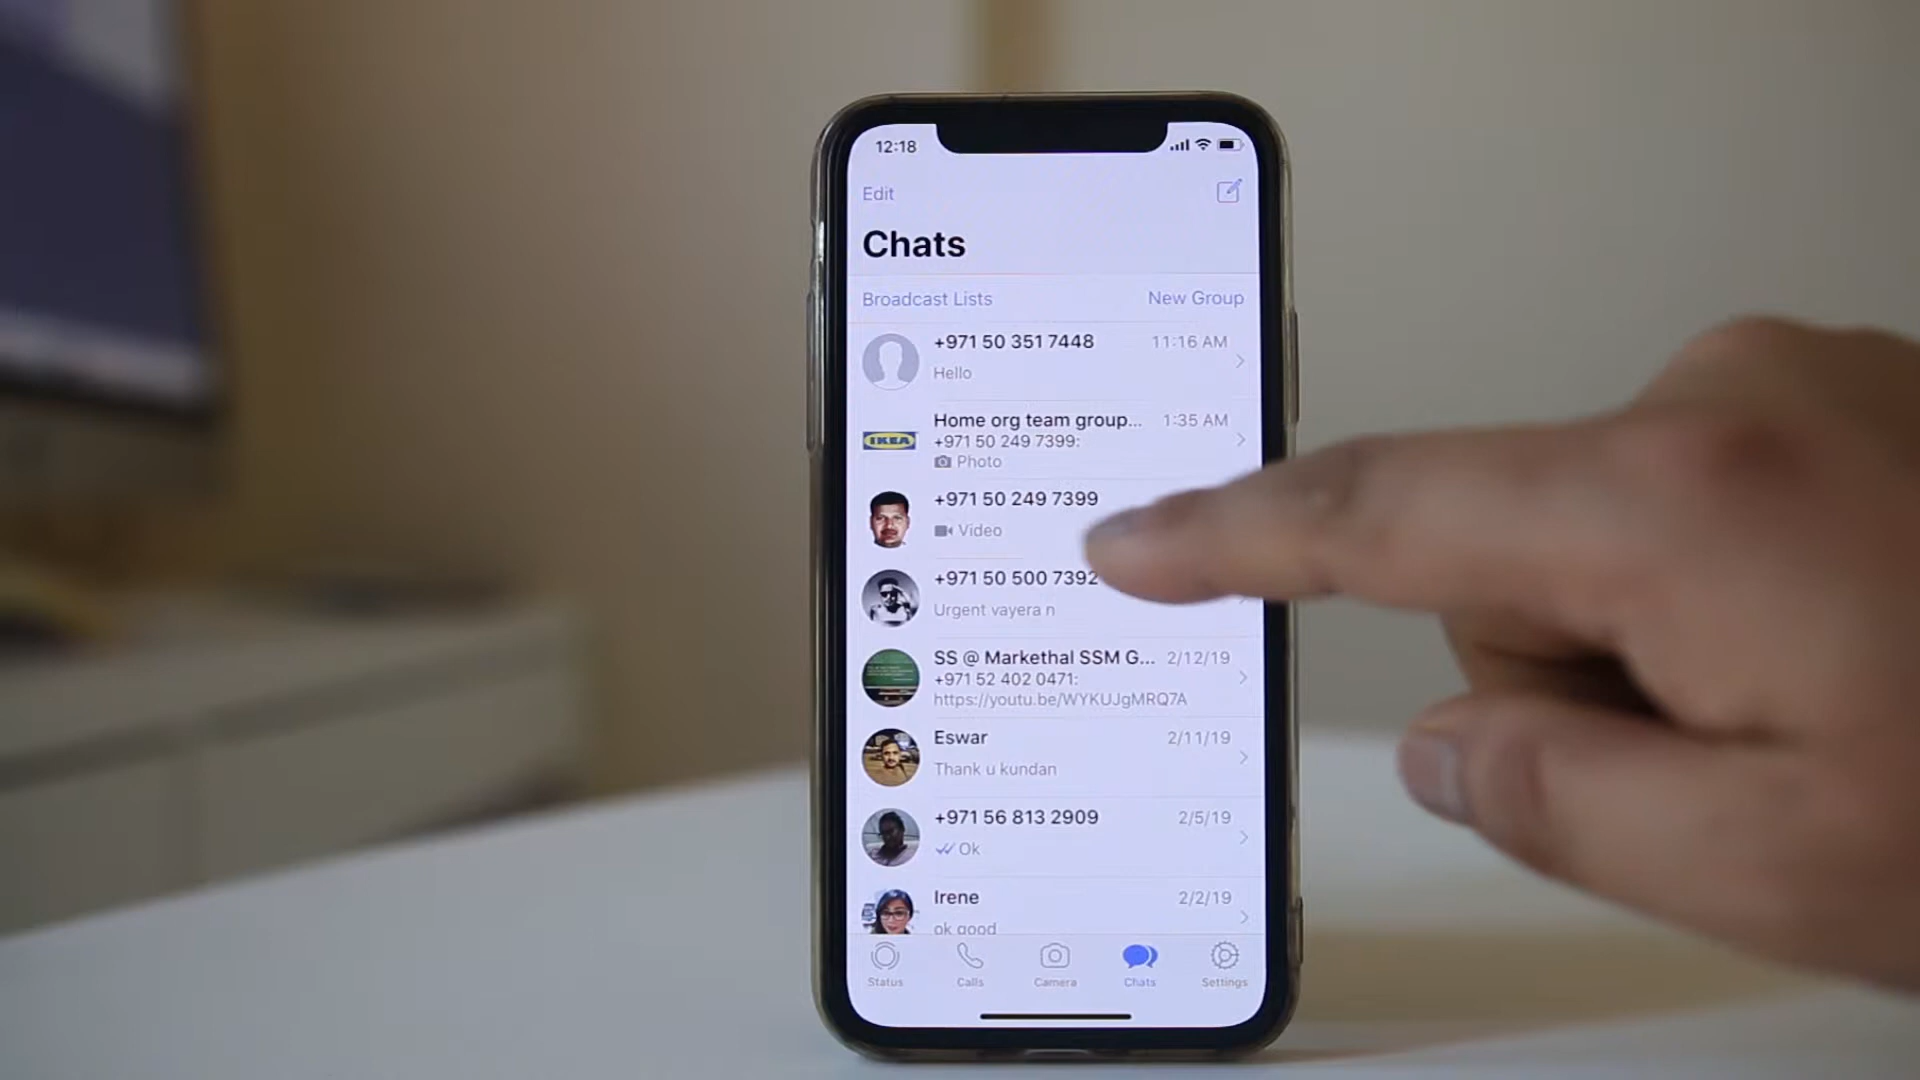 12:18
Edit
Chats
Broadcast Lists New Group
+971 50 351 7448 11:16 AM
Hello
Home org team group... 1:35 AM
IKEA
+971 50 249 7399:
Photo
+971 50 249 7399
Video
+971 50 500 7392
Urgent vayera n
SS @ Markethal SSM G... 2/12/19
+971 52 402 0471:
https://youtu.be/WYKUJgMRQ7A
Eswar 2/11/19
Thank u kundan
+971 56 813 2909 2/5/19
Ok
Irene 2/2/19
ok good
Status Calls Camera Chats Settings